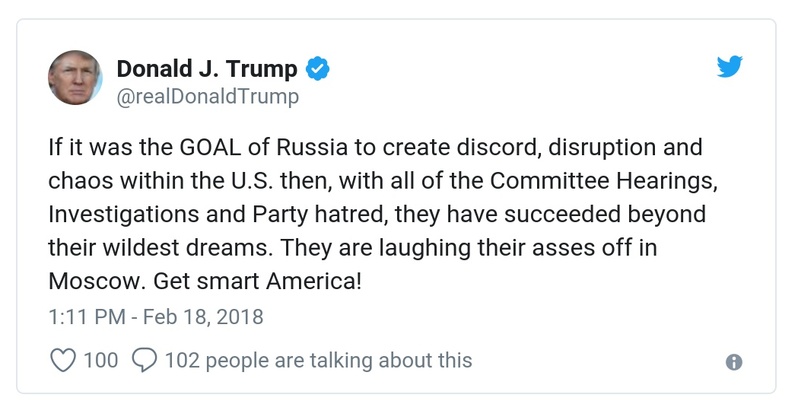 Donald J. Trump
@realDonaldTrump
If it was the GOAL of Russia to create discord, disruption and
chaos within the U.S. then, with all of the Committee Hearings,
Investigations and Party hatred, they have succeeded beyond
their wildest dreams. They are laughing their asses off in
Moscow. Get smart America!
1:11 PM - Feb 18, 2018
100 102 people are talking about this